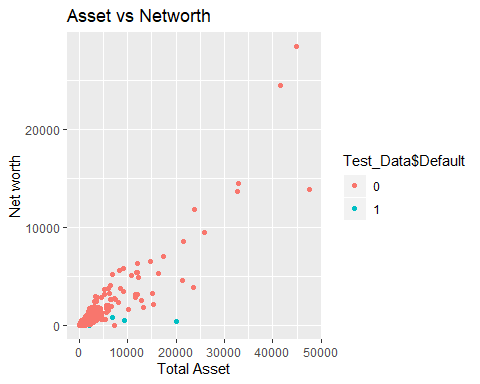 Asset vs Networth
Net worth
20000
10000
0
0 10000 20000 30000 40000 50000
Total Asset
Test_Data$Default
0
1